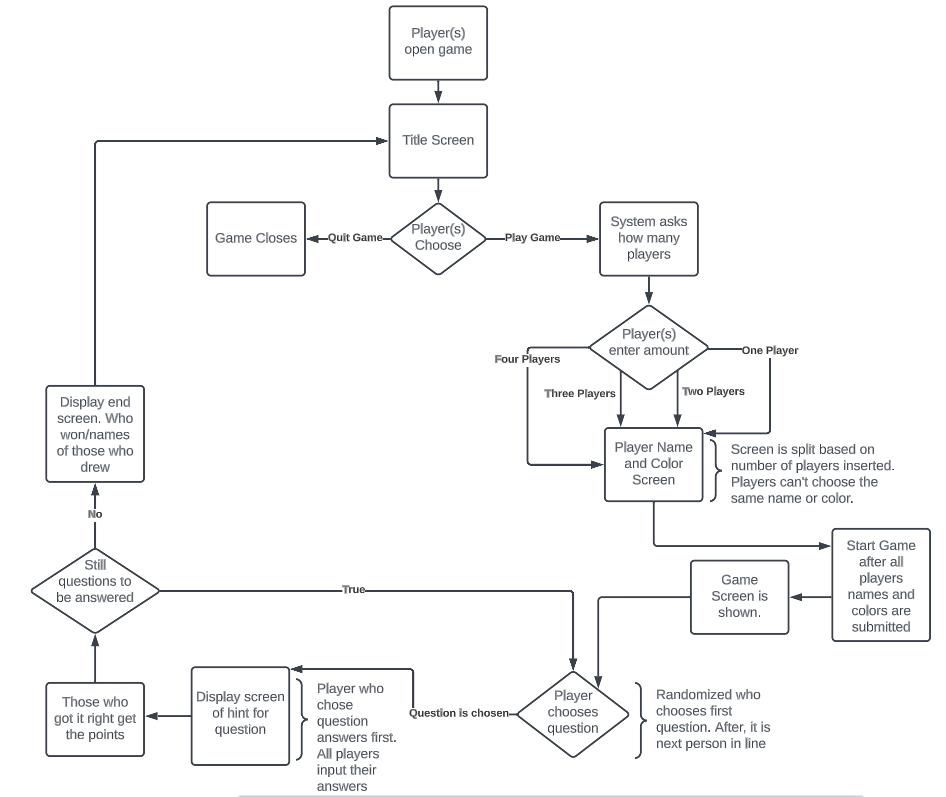 Player(s)
open game
Title Screen
Game Closes
Quit Game
Player(s)
Choose
Play Game
System asks
how many
players
Player(s)
enter amount
Four Players
One Player
Three Players
Two Players
Player Name
and Color
Screen
Screen is split based on
number of players inserted.
Players can't choose the
same name or color.
Display end
screen. Who
won/names
of those who
drew
No
Still
questions to
be answered
True
Game
Screen is
shown.
Start Game
after all
players
names and
colors are
submitted
Those who
got it right get
the points
Display screen
of hint for
question
Player who
chose
question
answers first.
All players
input their
answers
Question is chosen
Player
chooses
question
Randomized who
chooses first
question. After, it is
next person in line